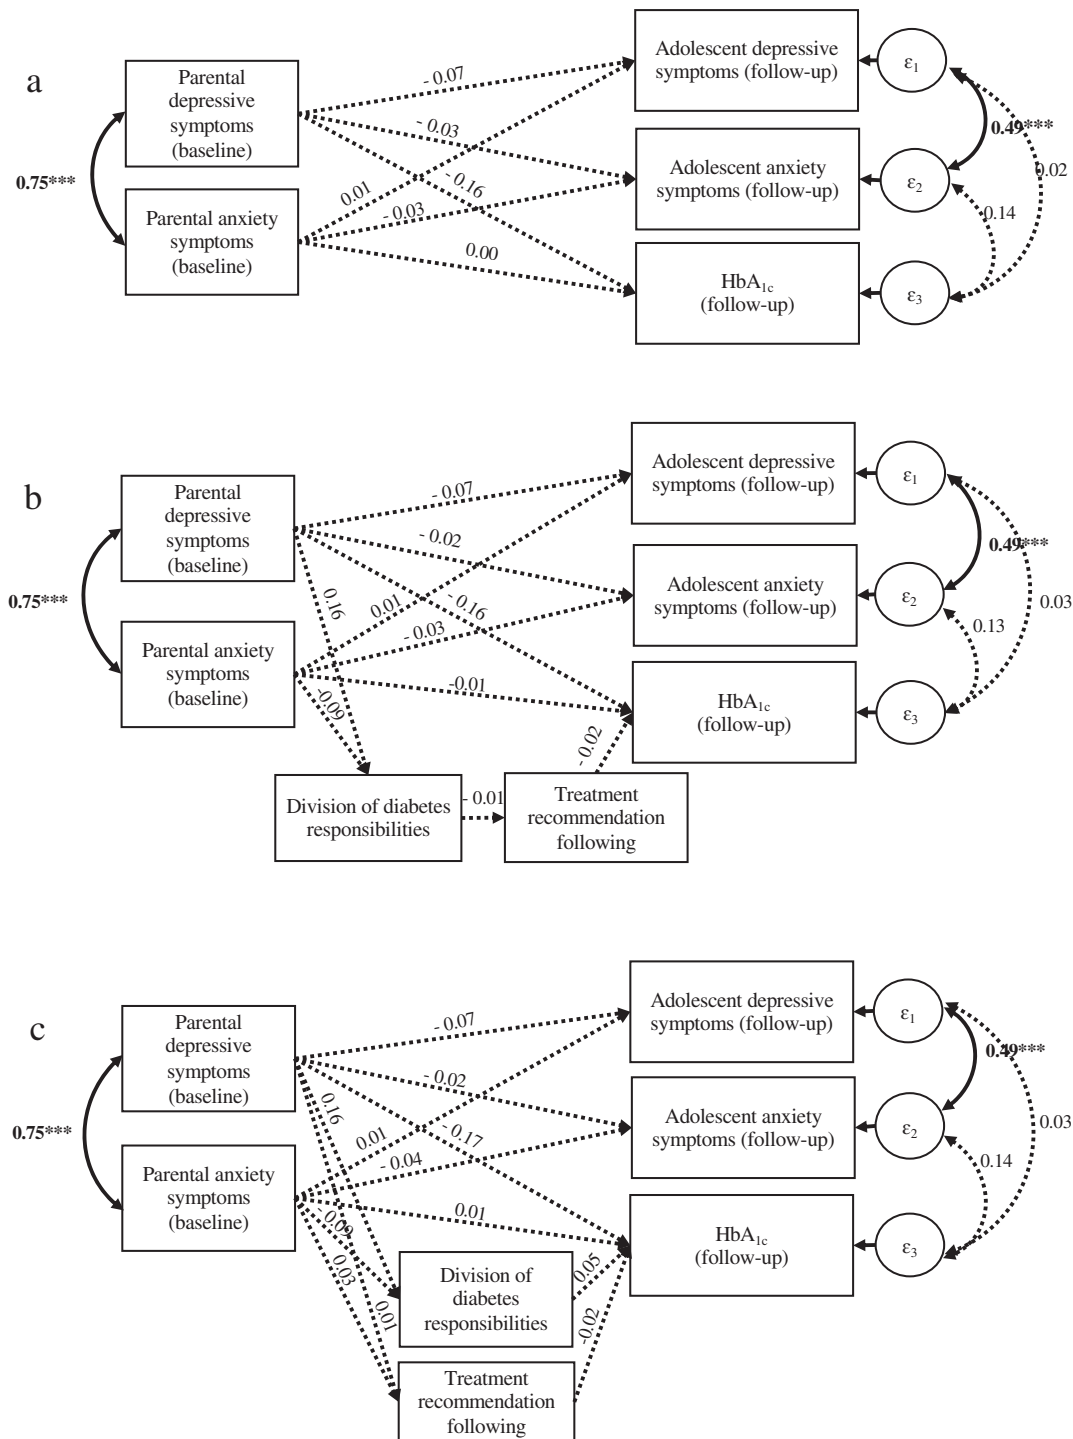 a
Parental
depressive
symptoms
(baseline)
Parental anxiety
symptoms
(baseline)
0.75***
- 0.07
- 0.03
- 0.16
0.01
- 0.03
0.00
Adolescent depressive
symptoms (follow-up)
Adolescent anxiety
symptoms (follow-up)
HbA1c
(follow-up)
ε1
ε2
ε3
0.49***
0.02
0.14
b
Parental
depressive
symptoms
(baseline)
Parental anxiety
symptoms
(baseline)
0.75***
- 0.07
- 0.02
- 0.16
0.16
0.01
- 0.03
-0.01
-0.09
Division of diabetes
responsibilities
- 0.01
Treatment
recommendation
following
- 0.02
Adolescent depressive
symptoms (follow-up)
Adolescent anxiety
symptoms (follow-up)
HbA1c
(follow-up)
ε1
ε2
ε3
0.49***
0.03
0.13
c
Parental
depressive
symptoms
(baseline)
Parental anxiety
symptoms
(baseline)
0.75***
- 0.07
- 0.02
- 0.17
0.16
0.01
0.01
- 0.04
0.01
- 0.09
0.03
Division of
diabetes
responsibilities
0.05
Treatment
recommendation
following
-0.02
Adolescent depressive
symptoms (follow-up)
Adolescent anxiety
symptoms (follow-up)
HbA1c
(follow-up)
ε1
ε2
ε3
0.49***
0.03
0.14